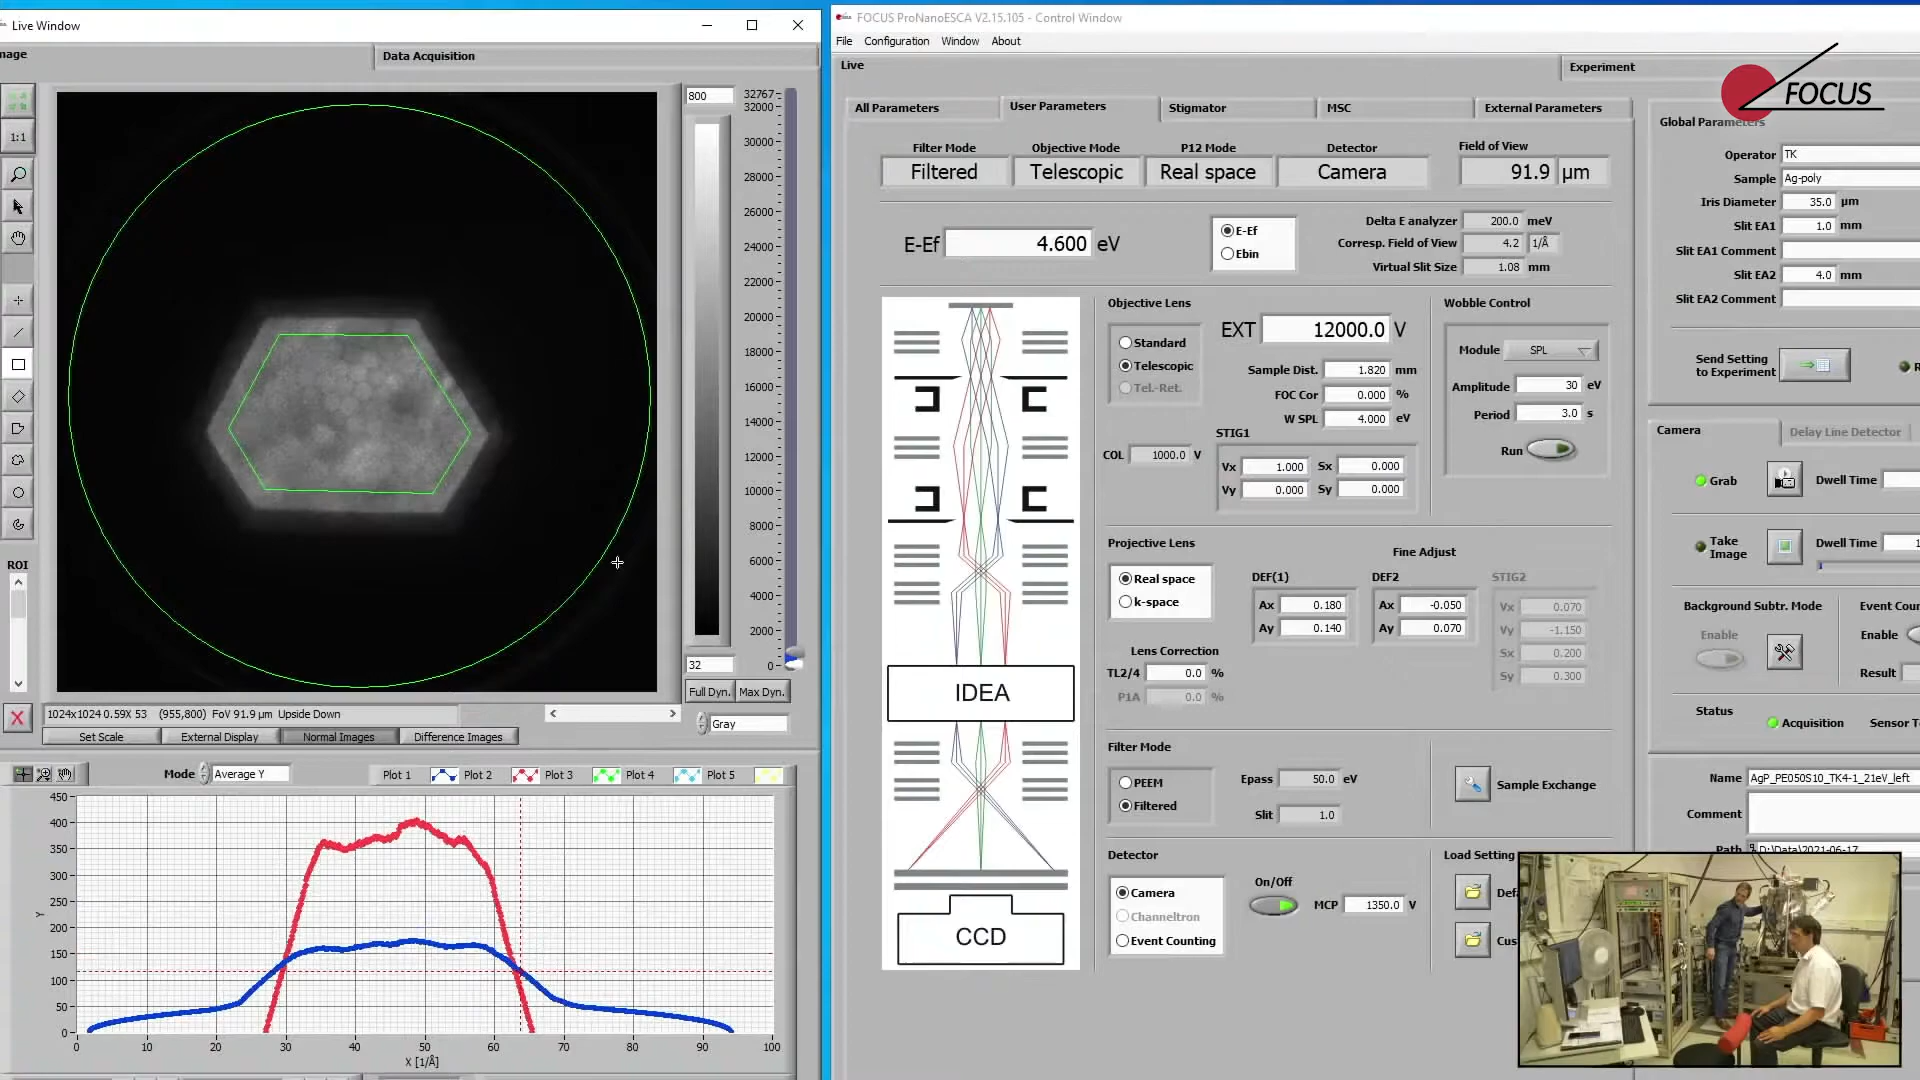 Live Window
mage
Data Acquisition
1:1
ROI
800
32767
32000
30000
28000
26000
24000
22000
20000
18000
16000
14000
12000
10000
8000
6000
4000
2000
0
32
Full Dyn. Max Dyn.
Gray
1024x1024 0.59X 53 (955,800) FoV 91.9 µm Upside Down
Set Scale External Display Normal Images Difference Images
Mode Average Y Plot 1 Plot 2 Plot 3 Plot 4 Plot 5
450
400
350
300
250
200
150
100
50
0
Y
0 10 20 30 40 50 60 70 80 90 100
X [1/Å]
FOCUS ProNanoESCA V2.15.105 - Control Window
File Configuration Window About
Live
Experiment
FOCUS
All Parameters User Parameters Stigmator MSC External Parameters
Filter Mode Objective Mode P12 Mode Detector Field of View
Filtered Telescopic Real space Camera 91.9 µm
E-Ef 4.600 eV
E-Ef
Ebin
Delta E analyzer 200.0 meV
Corresp. Field of View 4.2 1/Å
Virtual Slit Size 1.08 mm
IDEA
CCD
Objective Lens
Standard
Telescopic
Tel.-Ret.
EXT 12000.0 V
Sample Dist. 1.820 mm
FOC Cor 0.000 %
W SPL 4.000 eV
COL 1000.0 V
STIG1
Vx 1.000 Sx 0.000
Vy 0.000 Sy 0.000
Wobble Control
Module SPL
Amplitude 30 eV
Period 3.0 s
Run
Projective Lens
Real space
k-space
Fine Adjust
DEF(1) DEF2 STIG2
Ax 0.180 Ax -0.050 Vx 0.070
Ay 0.140 Ay 0.070 Vy -1.150
Sx 0.200
Sy 0.300
Lens Correction
TL2/4 0.0 %
P1A 0.0 %
Filter Mode
PEEM
Filtered
Epass 50.0 eV
Slit 1.0
Sample Exchange
Detector
Camera
Channeltron
Event Counting
On/Off
MCP 1350.0 V
Load Setting
Defa
Cus
Global Parameters
Operator TK
Sample Ag-poly
Iris Diameter 35.0 µm
Slit EA1 1.0 mm
Slit EA1 Comment
Slit EA2 4.0 mm
Slit EA2 Comment
Send Setting
to Experiment
R
Camera Delay Line Detector
Grab Dwell Time
Take
Image Dwell Time 1
Background Subtr. Mode Event Coun
Enable Enable
Result
Status
Acquisition Sensor T
Name AgP_PE050S10_TK4-1_21eV_left
Comment
Path D:\Data\2021-06-17